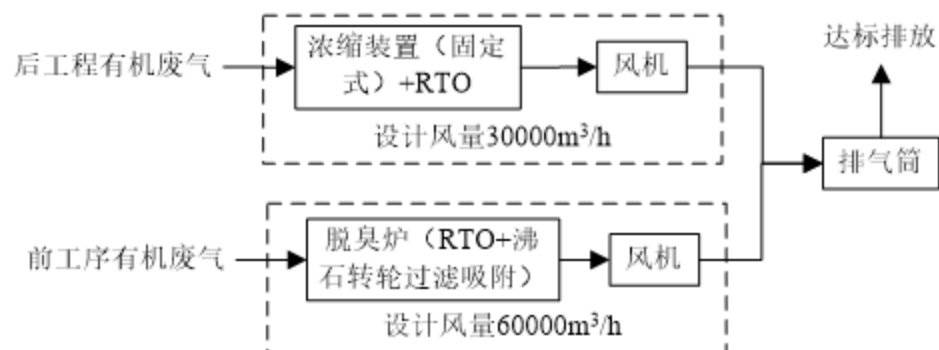 后工程有机废气
浓缩装置（固定
式）+RTO
风机
设计风量30000m³/h
达标排放
排气筒
前工序有机废气
脱臭炉（RTO+沸
石转轮过滤吸附）
风机
设计风量60000m³/h